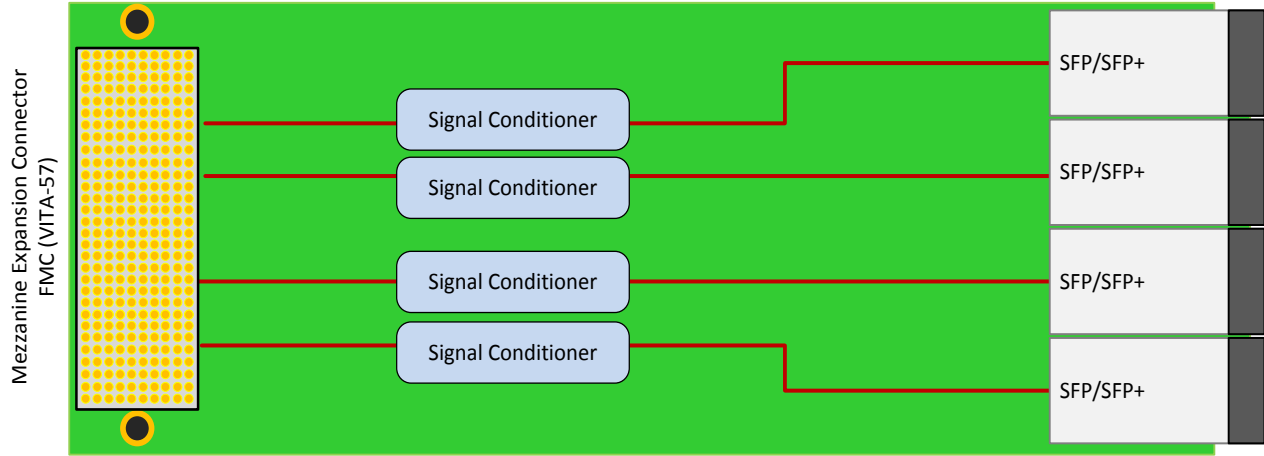 Mezzanine Expansion Connector
FMC (VITA-57)
Signal Conditioner
Signal Conditioner
Signal Conditioner
Signal Conditioner
SFP/SFP+
SFP/SFP+
SFP/SFP+
SFP/SFP+